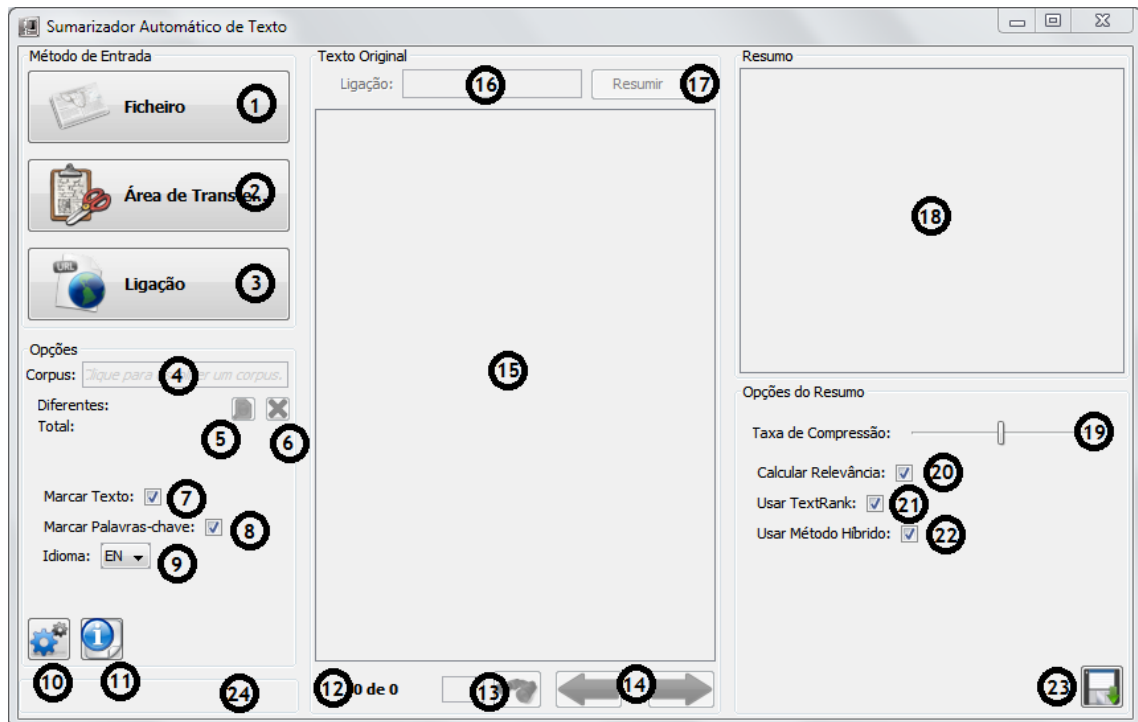 Sumarizador Automático de Texto
Método de Entrada
Ficheiro 1
Área de Transfer... 2
URL
Ligação 3
Opções
Corpus: Clique para 4 um corpus.
Diferentes:
Total:
5
6
Marcar Texto: 7
Marcar Palavras-chave: 8
Idioma: EN 9
10
11
24
Texto Original
Ligação: 16 Resumir 17
15
12 0 de 0 13 14
Resumo
18
Opções do Resumo
Taxa de Compressão: 19
Calcular Relevância: 20
Usar TextRank: 21
Usar Método Híbrido: 22
23